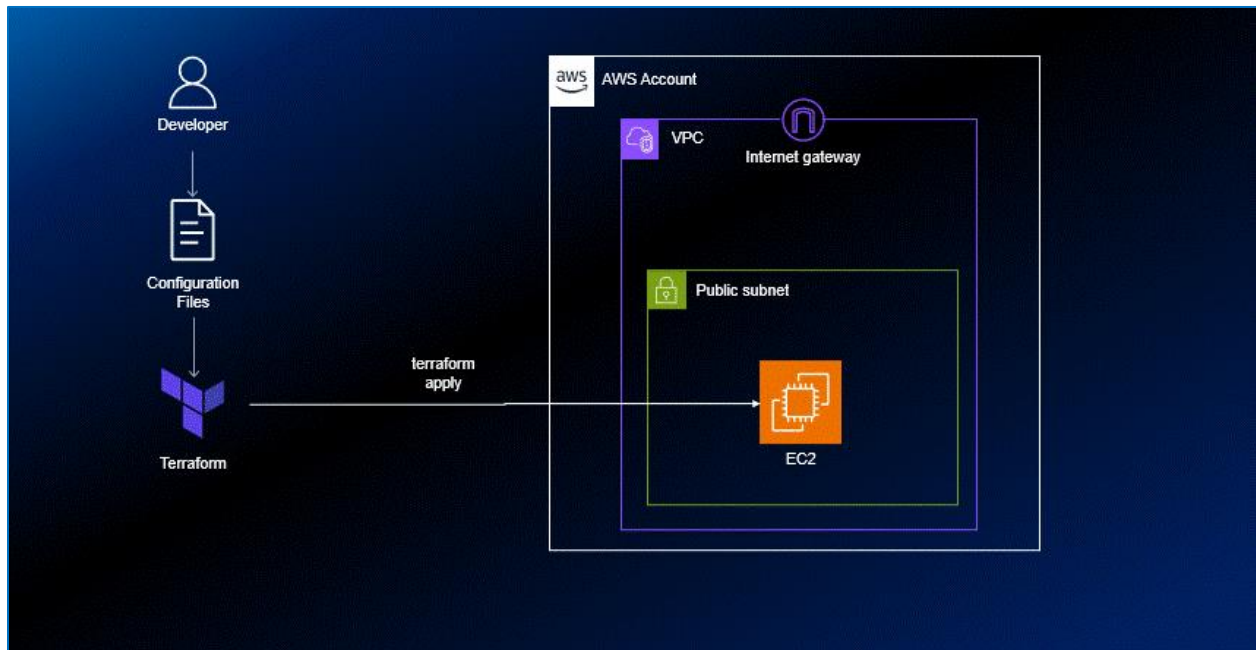 Developer
Configuration
Files
Terraform
terraform
apply
aws
AWS Account
VPC
Internet gateway
Public subnet
EC2